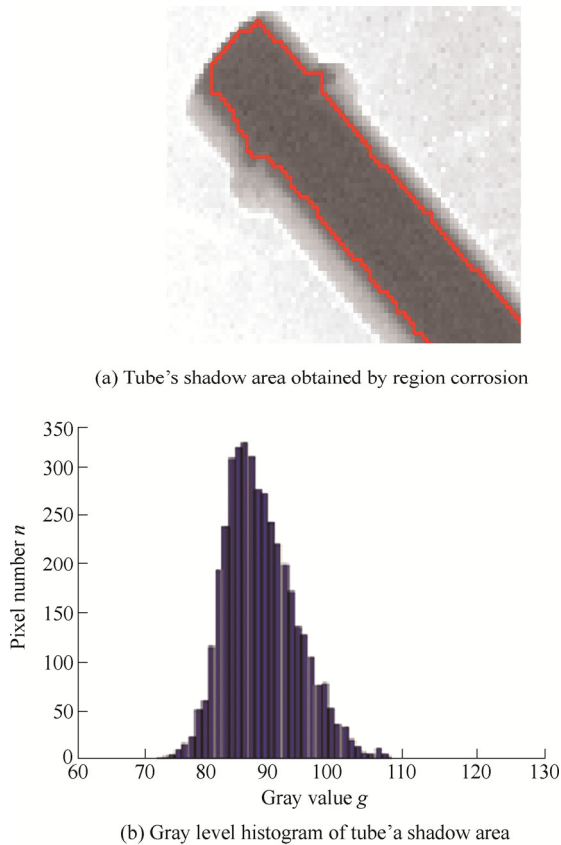 (a) Tube's shadow area obtained by region corrosion
350
300
60
200
150
100
50
0
60 70 80 90 100 110 120 130
Pixel number n
Gray value g
(b) Gray level histogram of tube'a shadow area